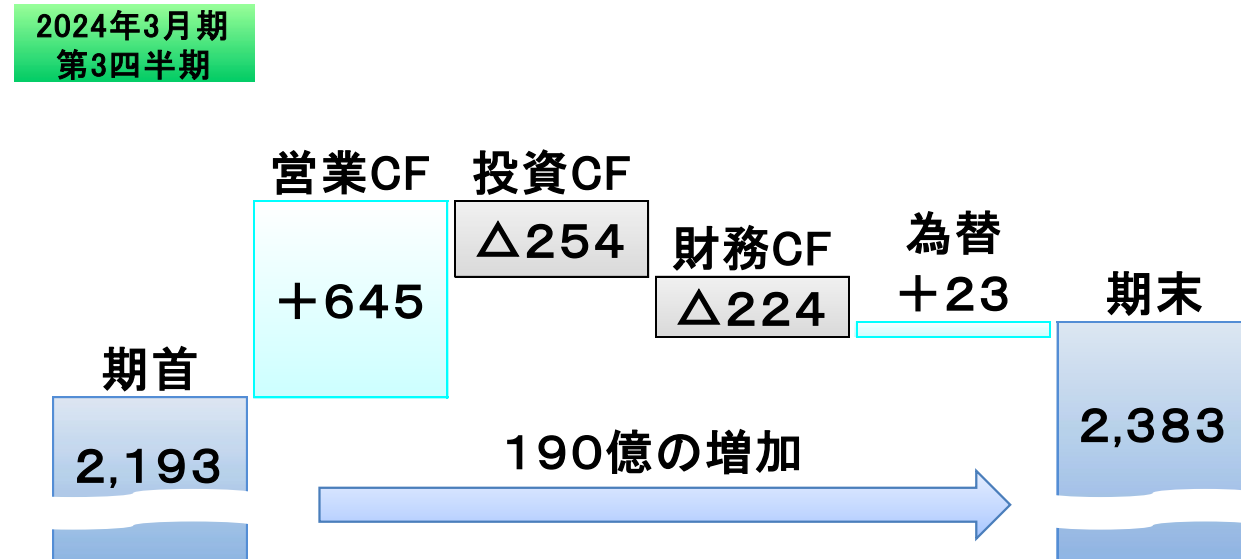 2024年3月期
第3四半期
営業CF
＋645
投資CF
△254
財務CF
△224
為替
＋23
期首
2,193
期末
2,383
190億の増加